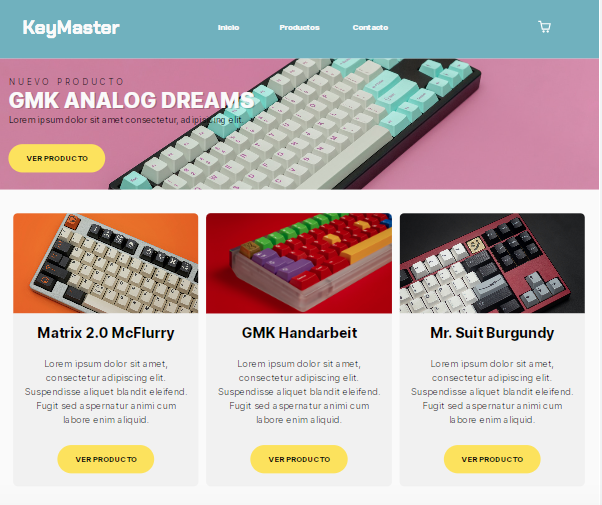 KeyMaster
Inicio Productos Contacto
NUEVO PRODUCTO
GMK ANALOG DREAMS
Lorem ipsum dolor sit amet consectetur, adipiscing elit.
VER PRODUCTO
Matrix 2.0 McFlurry
Lorem ipsum dolor sit amet,
consectetur adipiscing elit.
Suspendisse aliquet blandit eleifend.
Fugit sed aspernatur animi cum
labore enim aliquid.
VER PRODUCTO
GMK Handarbeit
Lorem ipsum dolor sit amet,
consectetur adipiscing elit.
Suspendisse aliquet blandit eleifend.
Fugit sed aspernatur animi cum
labore enim aliquid.
VER PRODUCTO
Mr. Suit Burgundy
Lorem ipsum dolor sit amet,
consectetur adipiscing elit.
Suspendisse aliquet blandit eleifend.
Fugit sed aspernatur animi cum
labore enim aliquid.
VER PRODUCTO